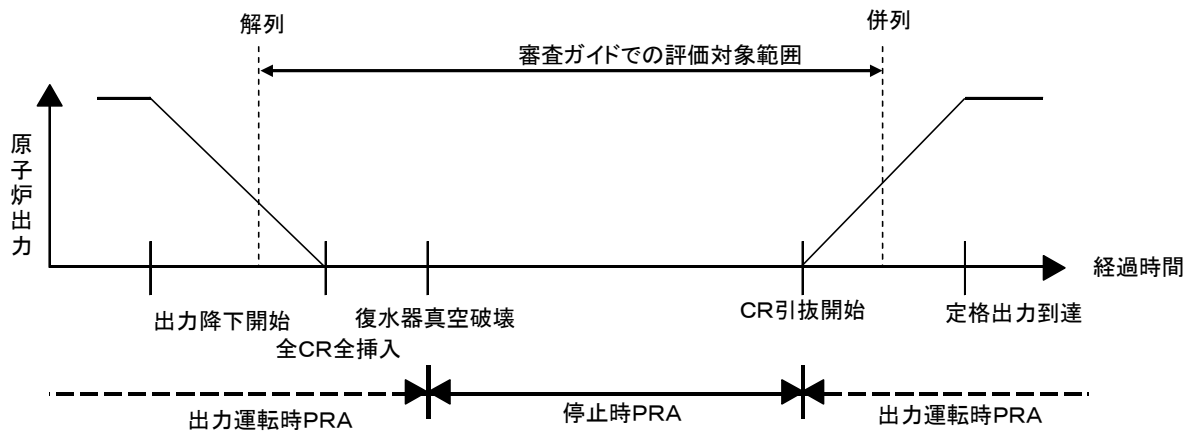 解列
併列
審査ガイドでの評価対象範囲
原子炉出力
経過時間
出力降下開始
全CR全挿入
復水器真空破壊
CR引抜開始
定格出力到達
出力運転時PRA
停止時PRA
出力運転時PRA